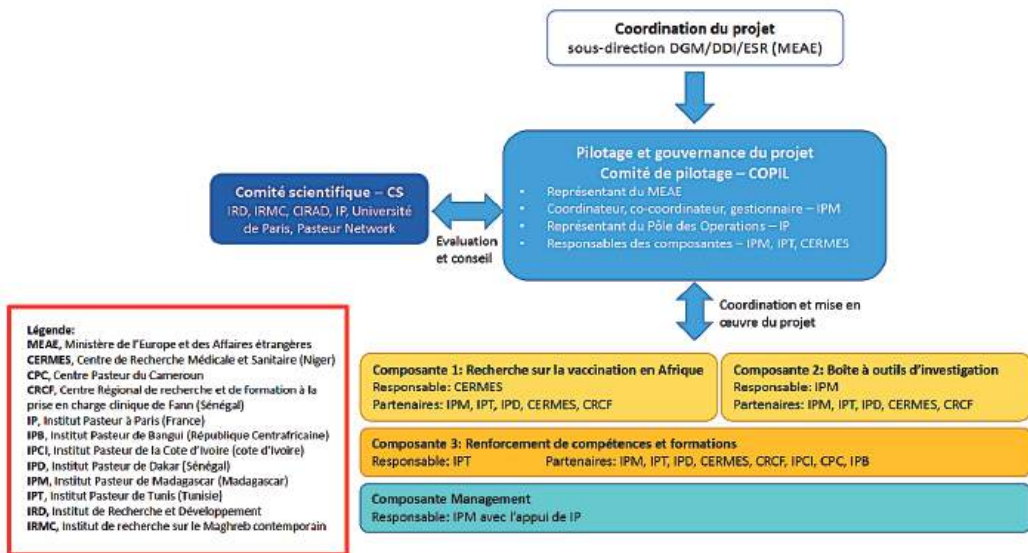 Coordination du projet
sous-direction DGM/DDI/ESR (MEAE)
Pilotage et gouvernance du projet
Comité de pilotage – COPIL
• Représentant du MEAE
• Coordinateur, co-coordinateur, gestionnaire – IPM
• Représentant du Pôle des Operations – IP
• Responsables des composantes – IPM, IPT, CERMES
Comité scientifique – CS
IRD, IRMC, CIRAD, IP, Université
de Paris, Pasteur Network
Evaluation
et conseil
Coordination et mise en
œuvre du projet
Légende:
MEAE, Ministère de l'Europe et des Affaires étrangères
CERMES, Centre de Recherche Médicale et Sanitaire (Niger)
CPC, Centre Pasteur du Cameroun
CRCF, Centre Régional de recherche et de formation à la
prise en charge clinique de Fann (Sénégal)
IP, Institut Pasteur à Paris (France)
IPB, Institut Pasteur de Bangui (République Centrafricaine)
IPCI, Institut Pasteur de la Cote d'Ivoire (cote d'Ivoire)
IPD, Institut Pasteur de Dakar (Sénégal)
IPM, Institut Pasteur de Madagascar (Madagascar)
IPT, Institut Pasteur de Tunis (Tunisie)
IRD, Institut de Recherche et Développement
IRMC, Institut de recherche sur le Maghreb contemporain
Composante 1: Recherche sur la vaccination en Afrique
Responsable: CERMES
Partenaires: IPM, IPT, IPD, CERMES, CRCF
Composante 2: Boîte à outils d'investigation
Responsable: IPM
Partenaires: IPM, IPT, IPD, CERMES, CRCF
Composante 3: Renforcement de compétences et formations
Responsable: IPT Partenaires: IPM, IPT, IPD, CERMES, CRCF, IPCI, CPC, IPB
Composante Management
Responsable: IPM avec l'appui de IP